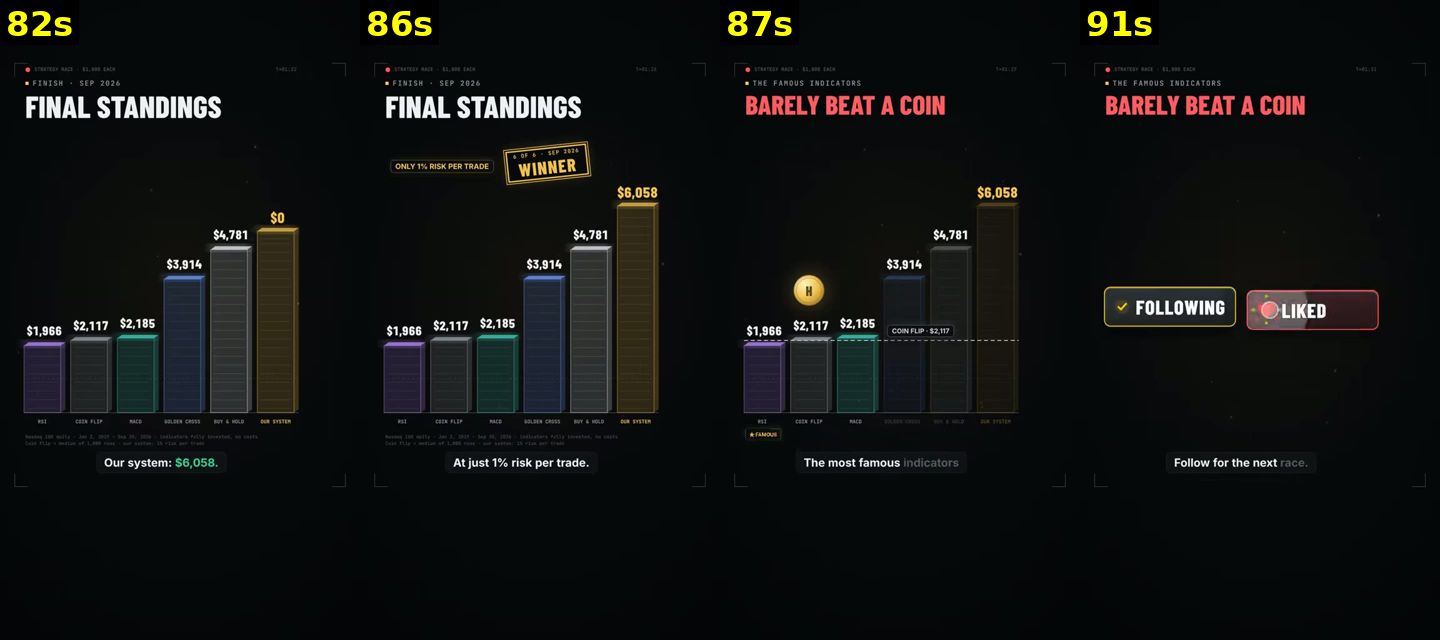 82s
STRATEGY RACE · $1,000 EACH
T+01:22
FINISH · SEP 2026
FINAL STANDINGS
$0
$4,781
$3,914
$1,966
$2,117
$2,185
RSI
COIN FLIP
MACD
GOLDEN CROSS
BUY & HOLD
OUR SYSTEM
Our system: $6,058.
86s
STRATEGY RACE · $1,000 EACH
FINISH · SEP 2026
FINAL STANDINGS
ONLY 1% RISK PER TRADE
6 OF 6 · SEP 2026
WINNER
$6,058
$4,781
$3,914
$1,966
$2,117
$2,185
RSI
COIN FLIP
MACD
GOLDEN CROSS
BUY & HOLD
OUR SYSTEM
At just 1% risk per trade.
87s
STRATEGY RACE · $1,000 EACH
THE FAMOUS INDICATORS
BARELY BEAT A COIN
$6,058
$4,781
$3,914
H
$1,966
$2,117
$2,185
COIN FLIP · $2,117
RSI
COIN FLIP
MACD
GOLDEN CROSS
BUY & HOLD
OUR SYSTEM
FAMOUS
The most famous indicators
91s
STRATEGY RACE · $1,000 EACH
THE FAMOUS INDICATORS
BARELY BEAT A COIN
FOLLOWING
LIKED
Follow for the next race.